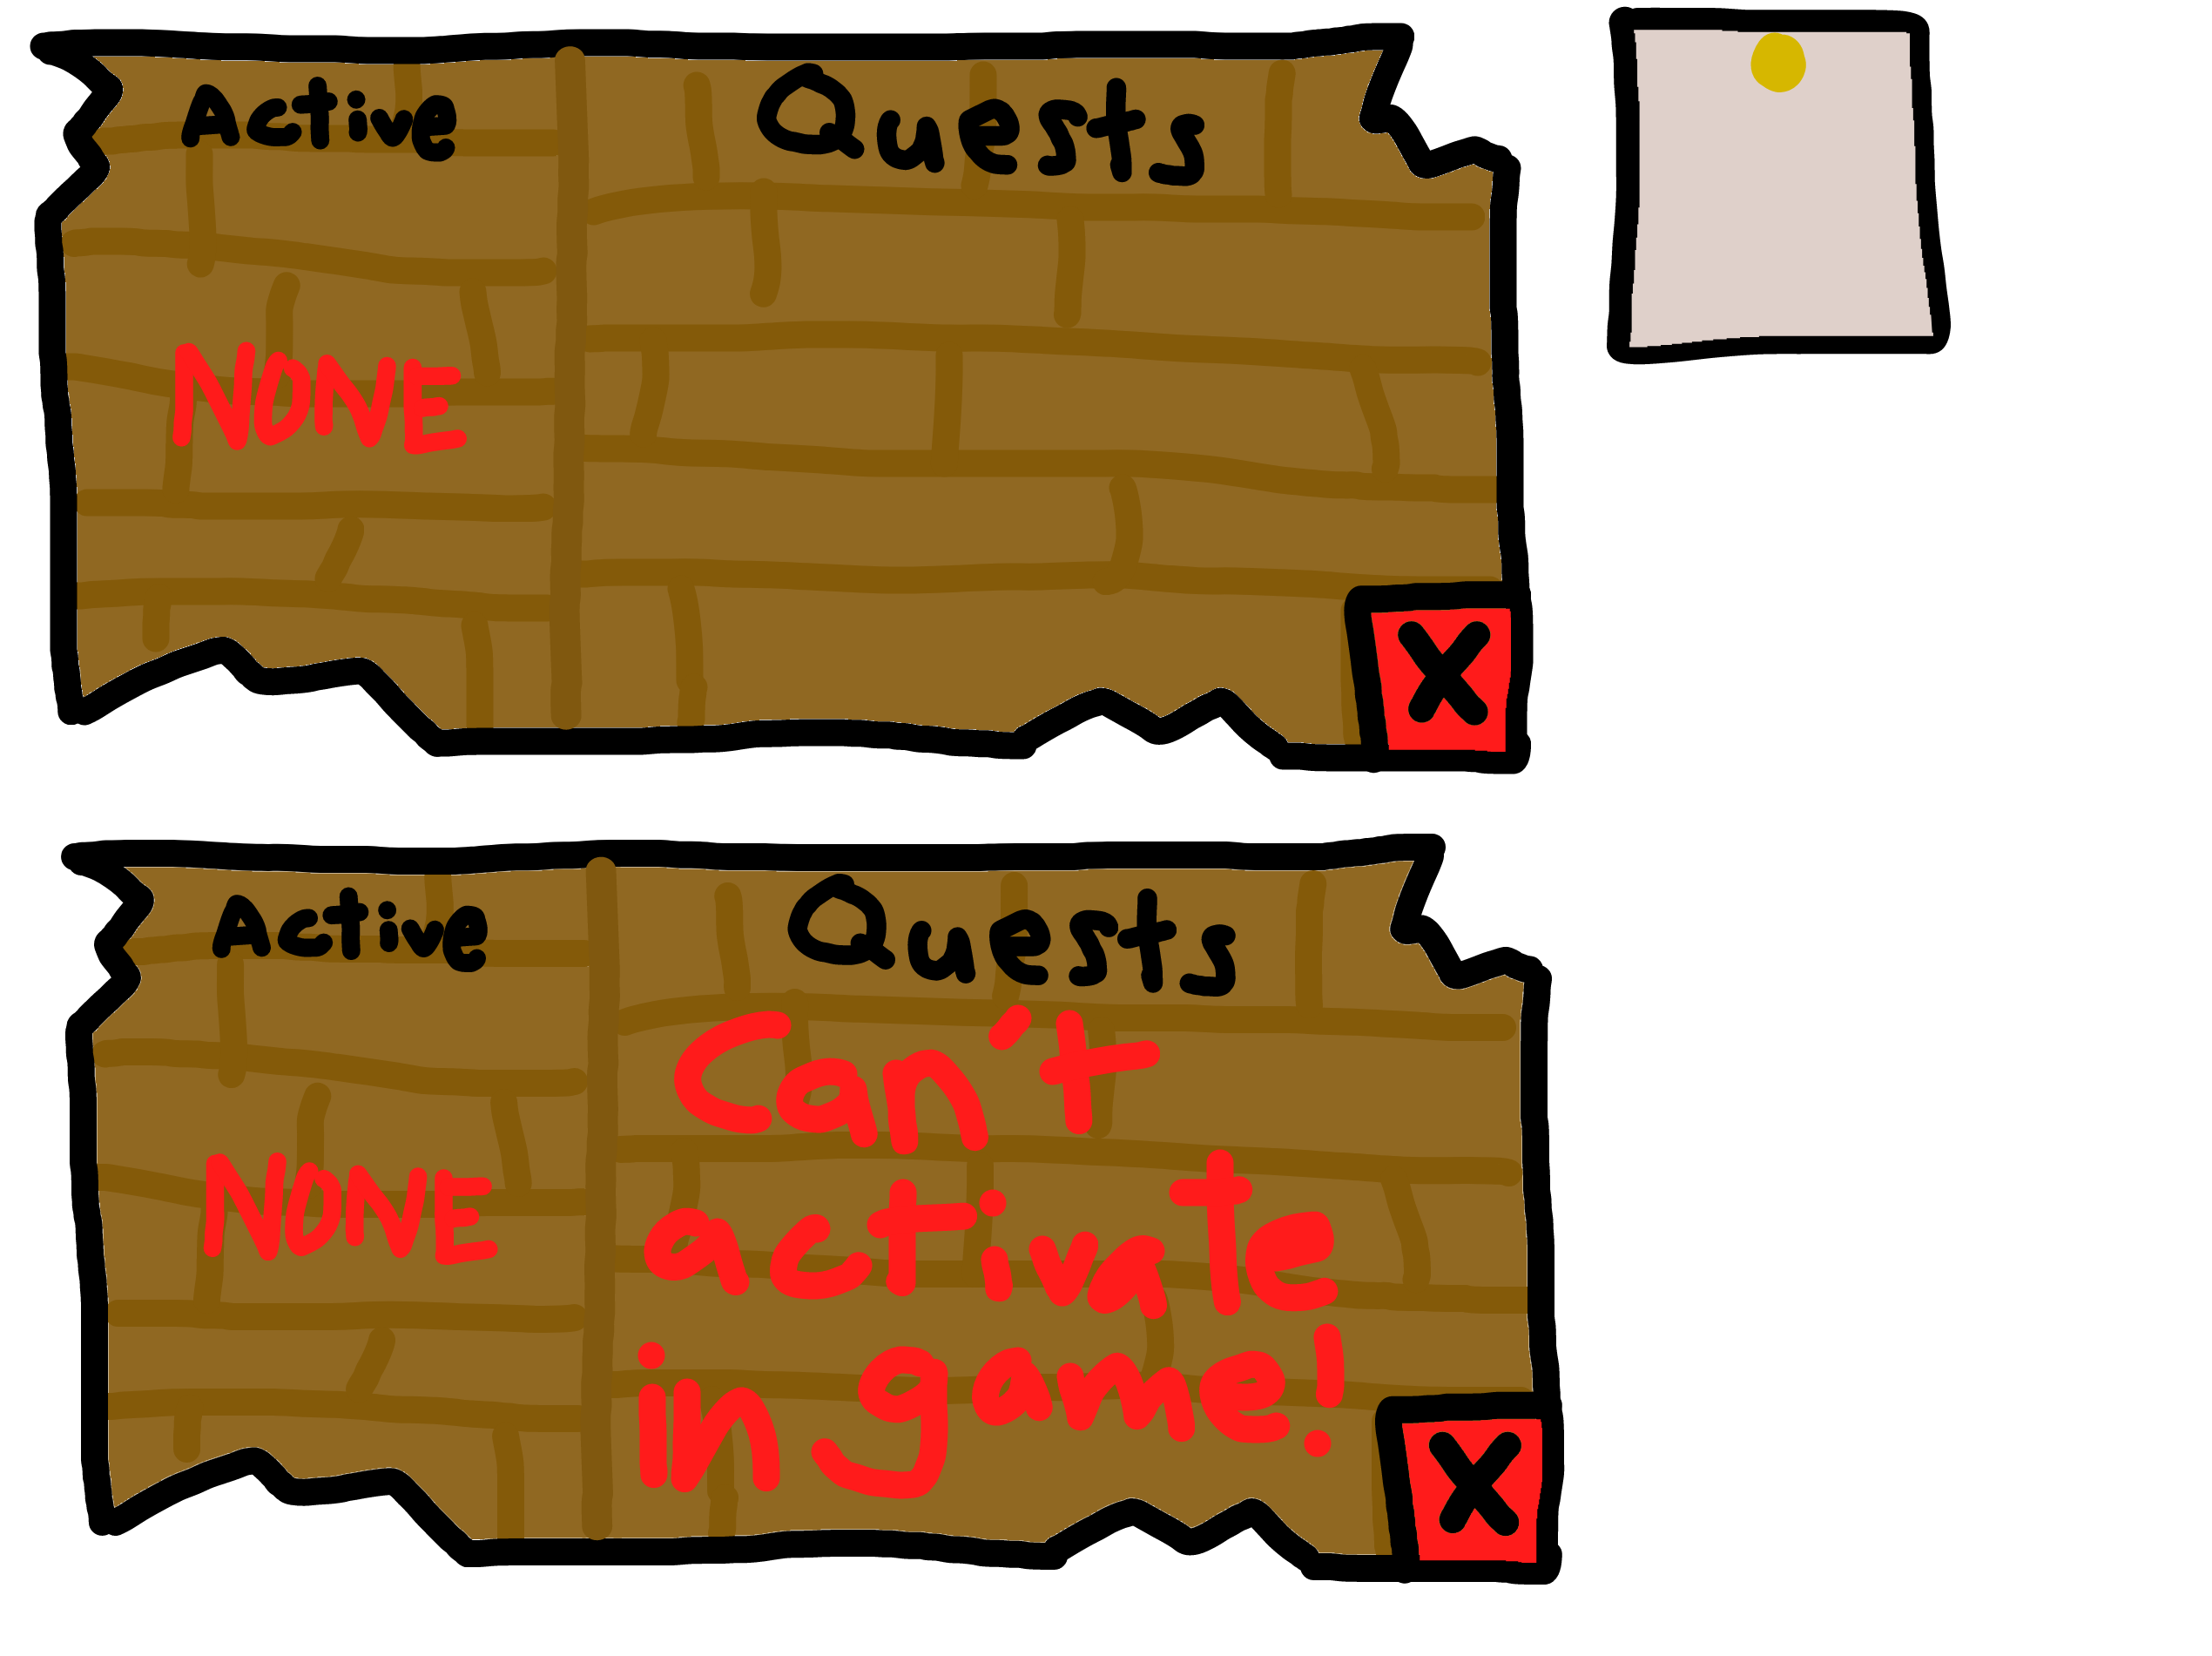 Active Quests
NONE
X
Active Quests
Can't
NONE activate
in game!
X